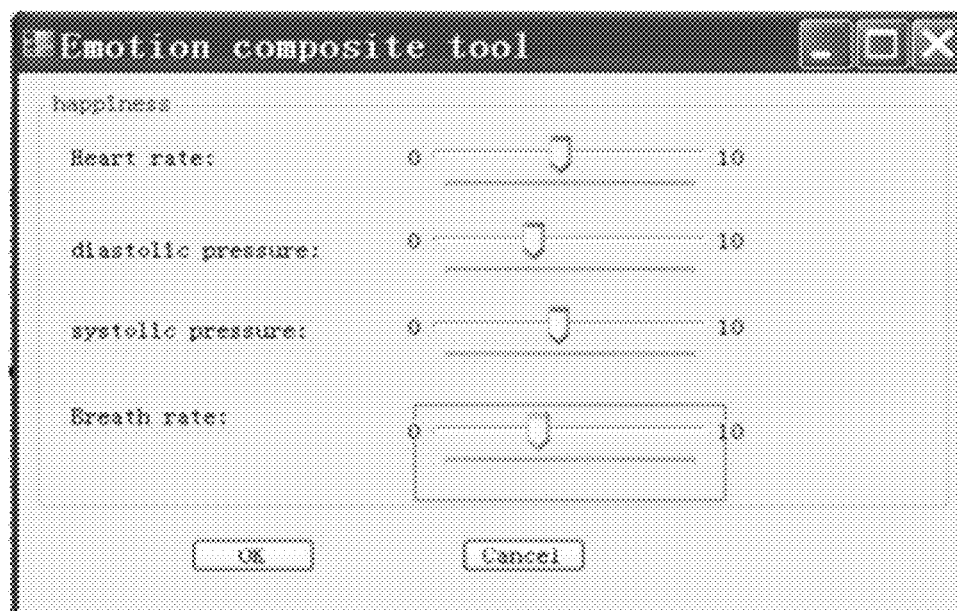 Emotion composite tool
happiness
Heart rate: 0 10
diastolic pressure: 0 10
systolic pressure: 0 10
Breath rate: 0 10
OK Cancel